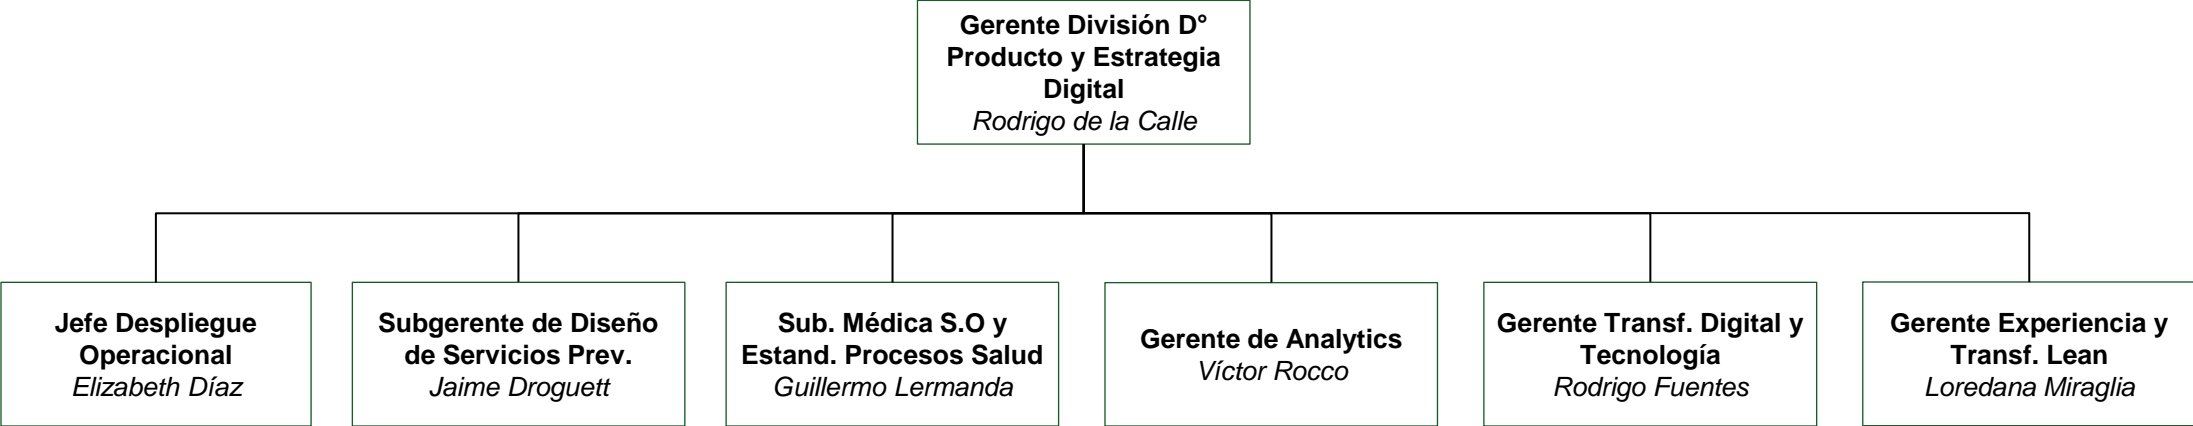 Gerente División D°
Producto y Estrategia
Digital
Rodrigo de la Calle
Jefe Despliegue
Operacional
Elizabeth Díaz
Subgerente de Diseño
de Servicios Prev.
Jaime Droguett
Sub. Médica S.O y
Estand. Procesos Salud
Guillermo Lermanda
Gerente de Analytics
Víctor Rocco
Gerente Transf. Digital y
Tecnología
Rodrigo Fuentes
Gerente Experiencia y
Transf. Lean
Loredana Miraglia